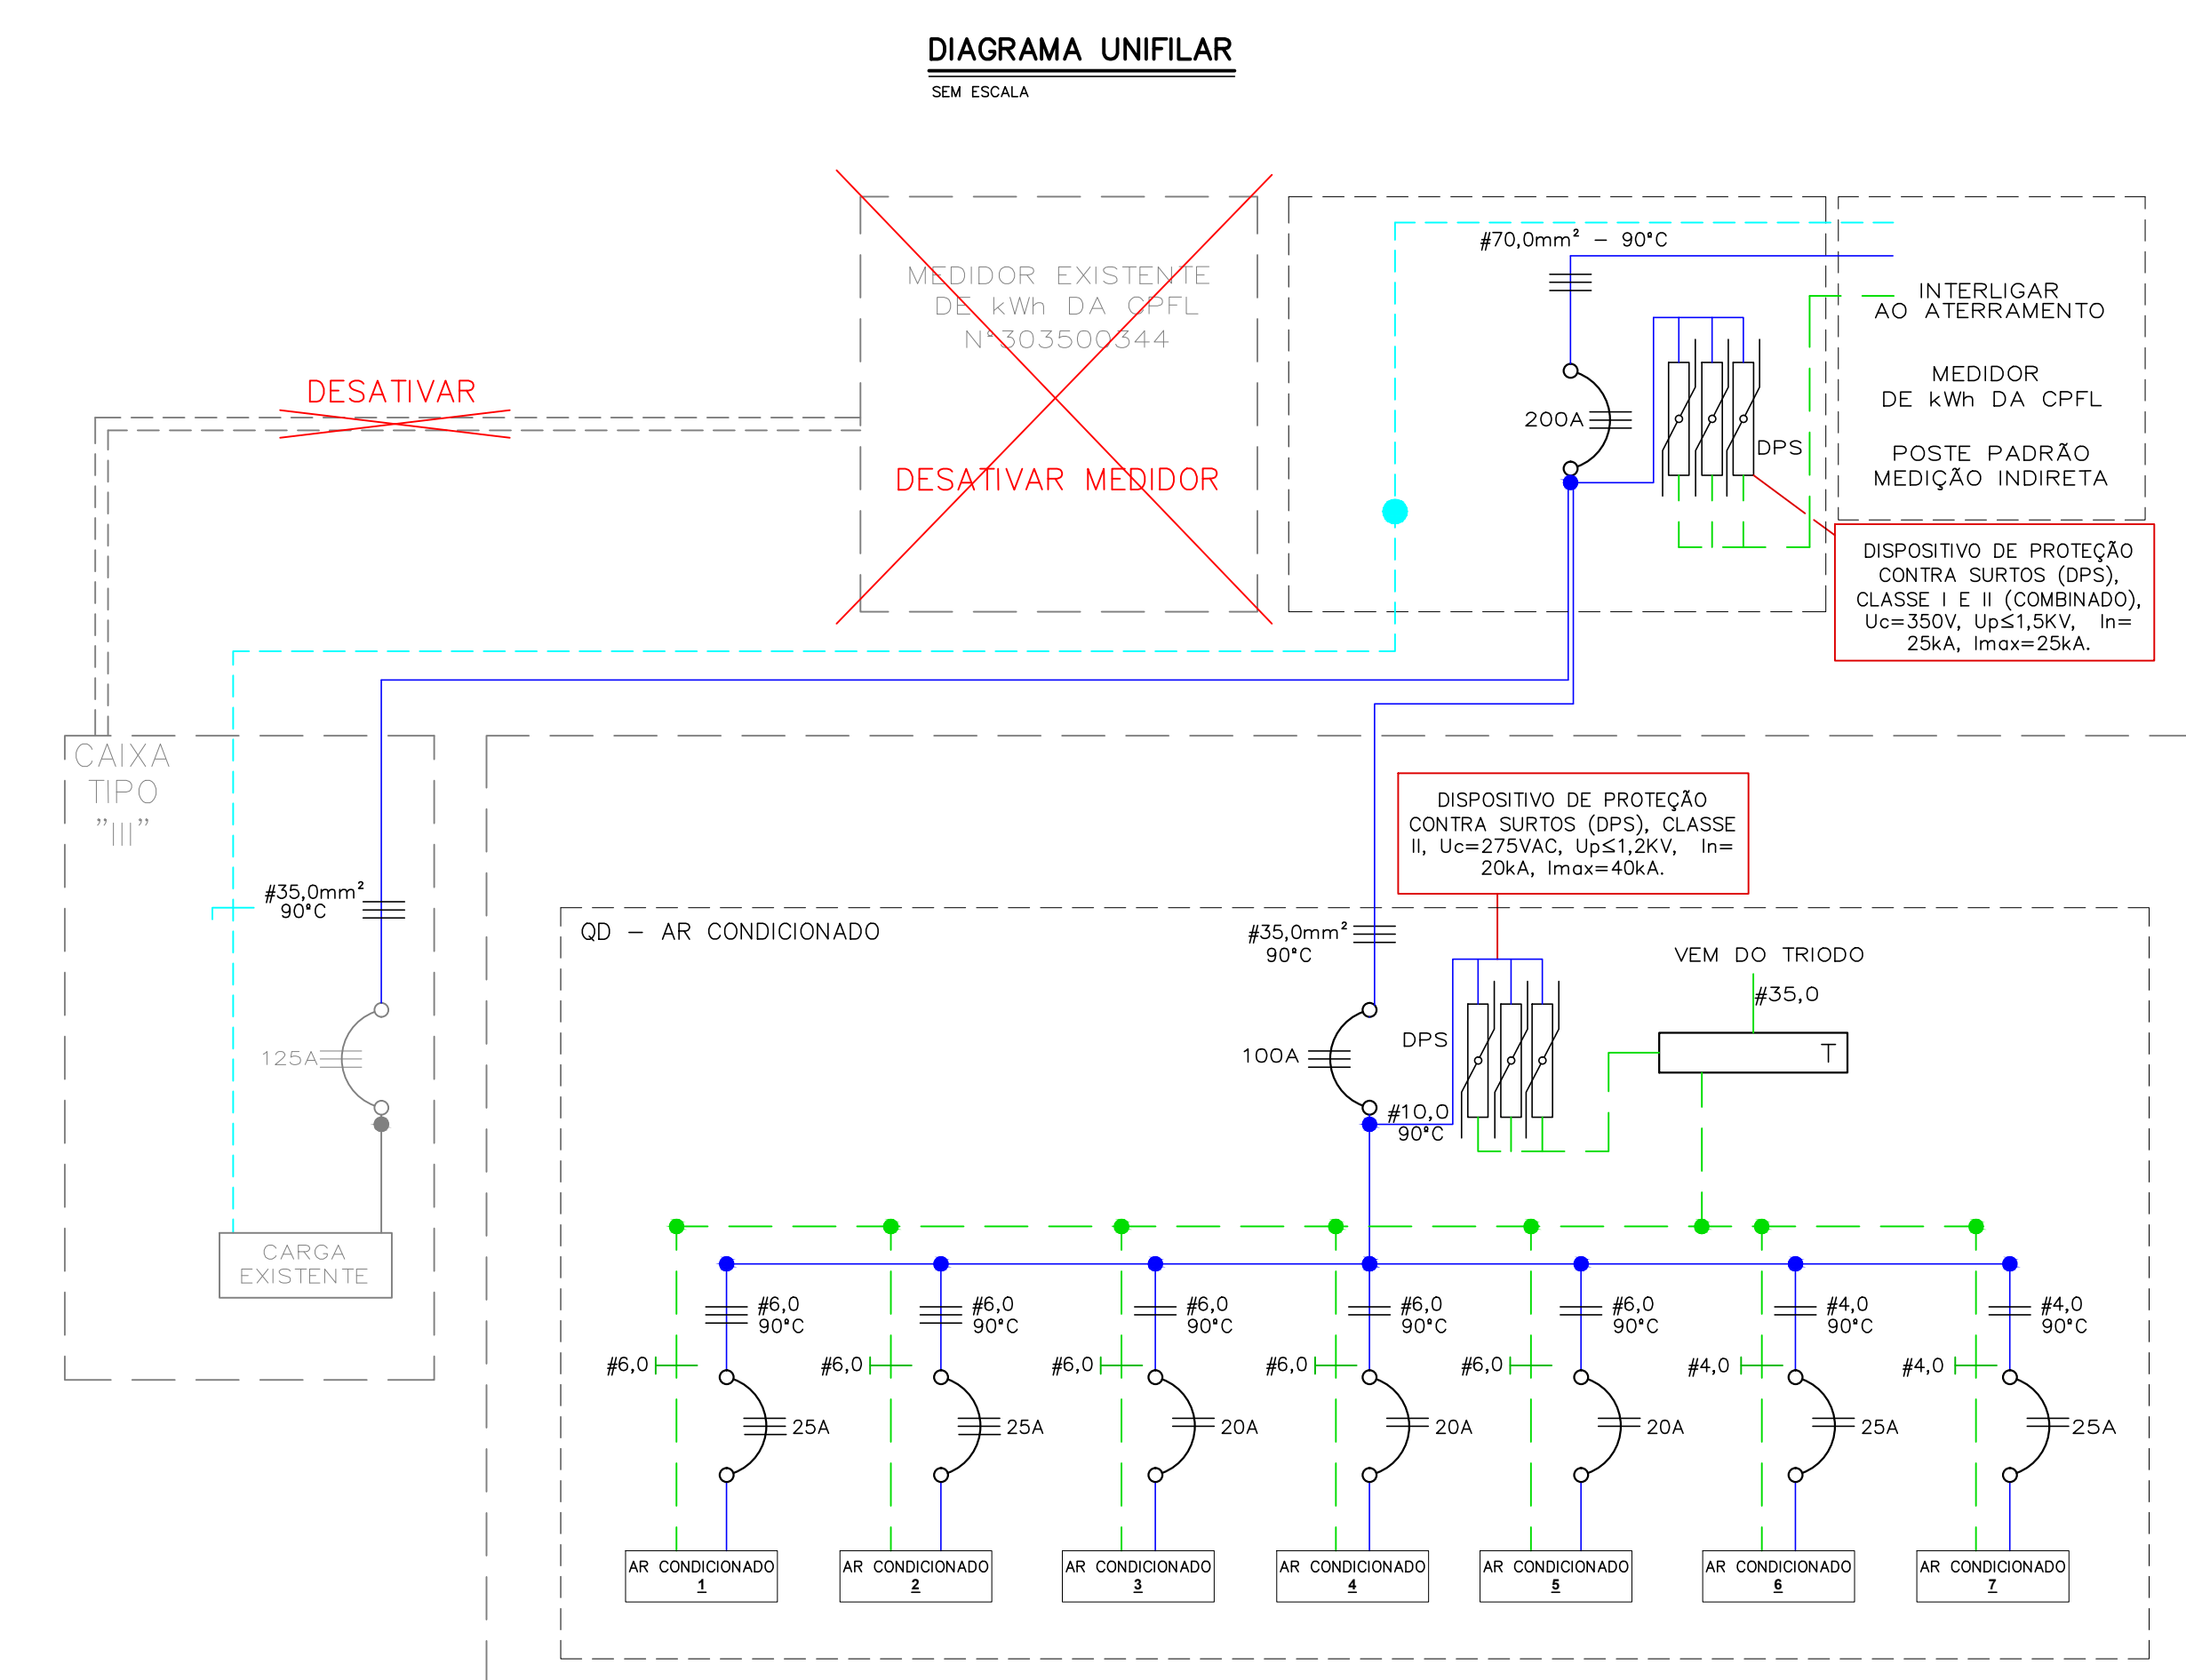 DIAGRAMA UNIFILAR
SEM ESCALA
MEDIDOR EXISTENTE
DE kWh DA CPFL
N°303500344
DESATIVAR MEDIDOR
DESATIVAR
#70,0mm² – 90°C
200A
DPS
INTERLIGAR
AO ATERRAMENTO
MEDIDOR
DE kWh DA CPFL
POSTE PADRÃO
MEDIÇÃO INDIRETA
DISPOSITIVO DE PROTEÇÃO
CONTRA SURTOS (DPS),
CLASSE I E II (COMBINADO),
Uc=350V, Up≤1,5KV, In=
25kA, Imax=25kA.
CAIXA
TIPO
"III"
#35,0mm²
90°C
125A
CARGA
EXISTENTE
DISPOSITIVO DE PROTEÇÃO
CONTRA SURTOS (DPS), CLASSE
II, Uc=275VAC, Up≤1,2KV, In=
20kA, Imax=40kA.
QD – AR CONDICIONADO
#35,0mm²
90°C
100A
DPS
#10,0
90°C
VEM DO TRIODO
#35,0
T
#6,0
90°C
#6,0
90°C
#6,0
90°C
#6,0
90°C
#6,0
90°C
#4,0
90°C
#4,0
90°C
#6,0
#6,0
#6,0
#6,0
#6,0
#4,0
#4,0
25A
25A
20A
20A
20A
25A
25A
AR CONDICIONADO
1
AR CONDICIONADO
2
AR CONDICIONADO
3
AR CONDICIONADO
4
AR CONDICIONADO
5
AR CONDICIONADO
6
AR CONDICIONADO
7